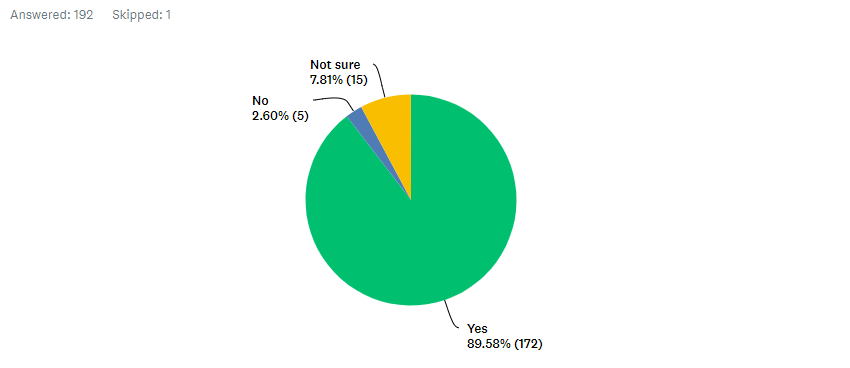 Answered: 192 Skipped: 1
Not sure
7.81% (15)
No
2.60% (5)
Yes
89.58% (172)